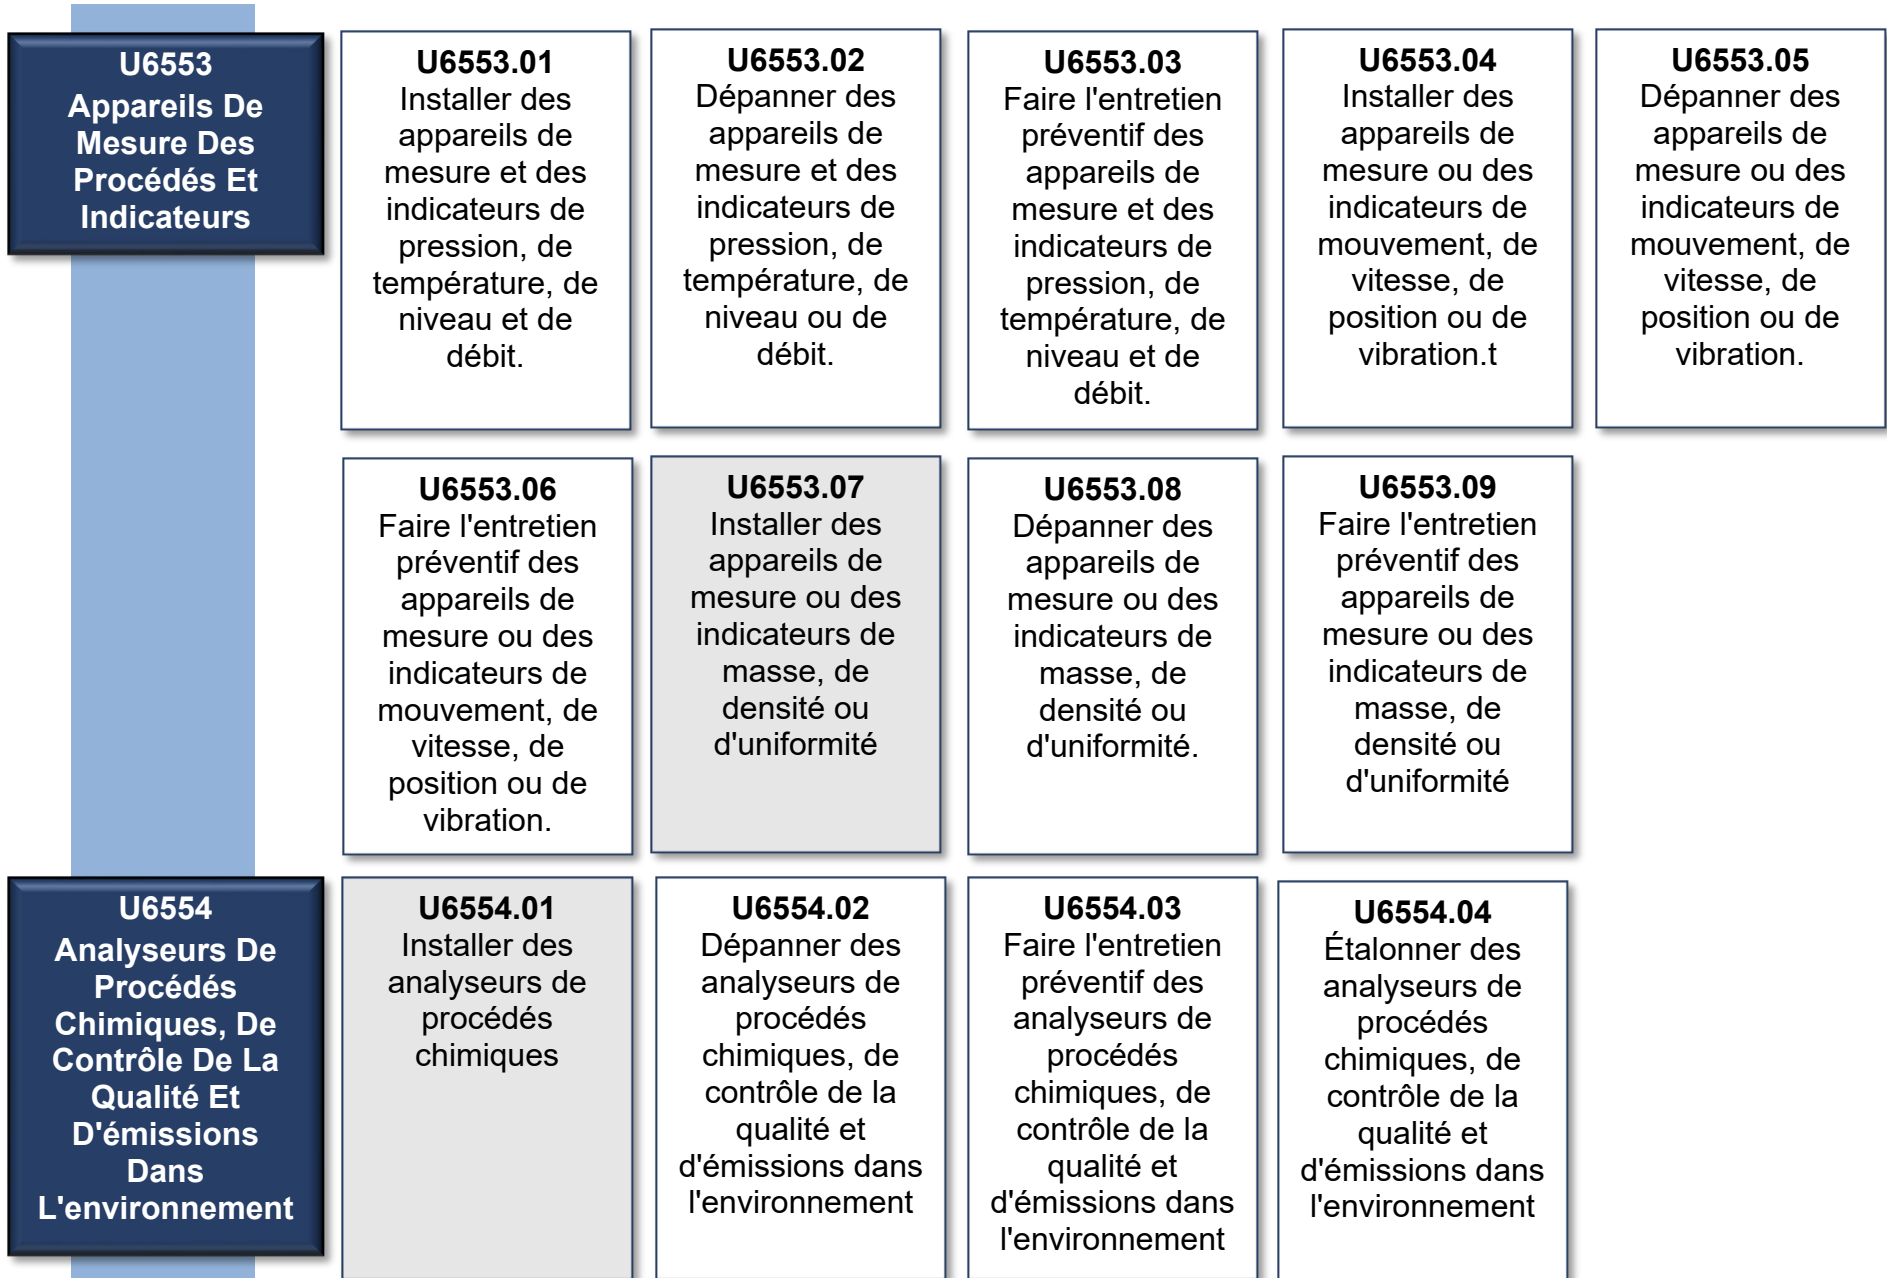 U6553
Appareils De
Mesure Des
Procédés Et
Indicateurs
U6553.01
Installer des
appareils de
mesure et des
indicateurs de
pression, de
température, de
niveau et de
débit.
U6553.02
Dépanner des
appareils de
mesure et des
indicateurs de
pression, de
température, de
niveau ou de
débit.
U6553.03
Faire l'entretien
préventif des
appareils de
mesure et des
indicateurs de
pression, de
température, de
niveau et de
débit.
U6553.04
Installer des
appareils de
mesure ou des
indicateurs de
mouvement, de
vitesse, de
position ou de
vibration.t
U6553.05
Dépanner des
appareils de
mesure ou des
indicateurs de
mouvement, de
vitesse, de
position ou de
vibration.
U6553.06
Faire l'entretien
préventif des
appareils de
mesure ou des
indicateurs de
mouvement, de
vitesse, de
position ou de
vibration.
U6553.07
Installer des
appareils de
mesure ou des
indicateurs de
masse, de
densité ou
d'uniformité
U6553.08
Dépanner des
appareils de
mesure ou des
indicateurs de
masse, de
densité ou
d'uniformité.
U6553.09
Faire l'entretien
préventif des
appareils de
mesure ou des
indicateurs de
masse, de
densité ou
d'uniformité
U6554
Analyseurs De
Procédés
Chimiques, De
Contrôle De La
Qualité Et
D'émissions
Dans
L'environnement
U6554.01
Installer des
analyseurs de
procédés
chimiques
U6554.02
Dépanner des
analyseurs de
procédés
chimiques, de
contrôle de la
qualité et
d'émissions dans
l'environnement
U6554.03
Faire l'entretien
préventif des
analyseurs de
procédés
chimiques, de
contrôle de la
qualité et
d'émissions dans
l'environnement
U6554.04
Étalonner des
analyseurs de
procédés
chimiques, de
contrôle de la
qualité et
d'émissions dans
l'environnement